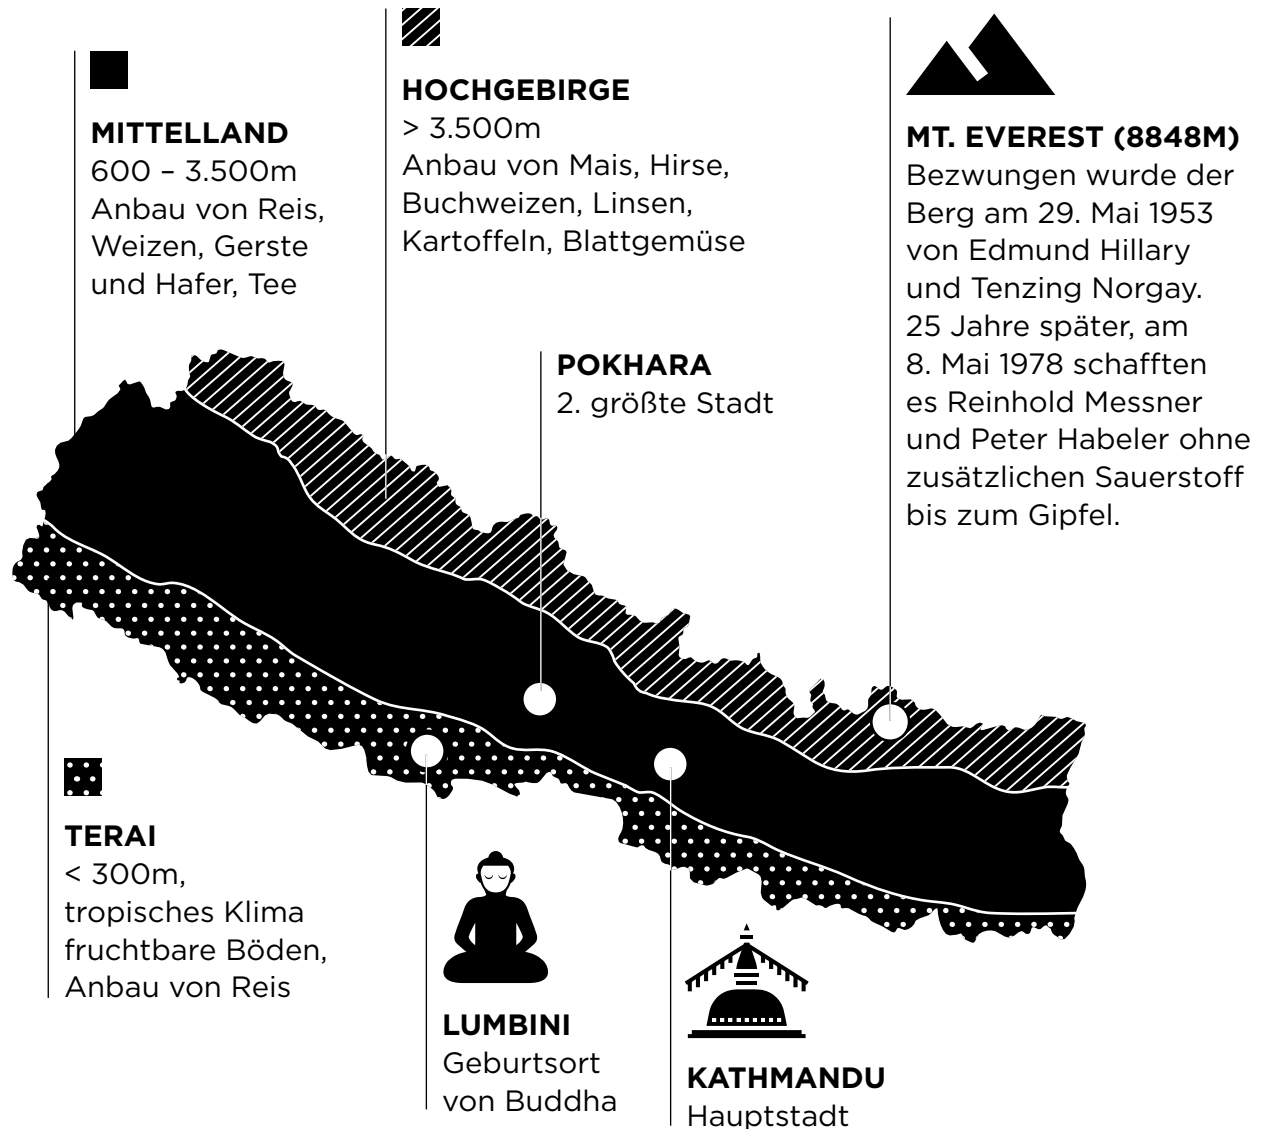 MITTELLAND
600 – 3.500m
Anbau von Reis,
Weizen, Gerste
und Hafer, Tee
HOCHGEBIRGE
> 3.500m
Anbau von Mais, Hirse,
Buchweizen, Linsen,
Kartoffeln, Blattgemüse
MT. EVEREST (8848M)
Bezwungen wurde der
Berg am 29. Mai 1953
von Edmund Hillary
und Tenzing Norgay.
25 Jahre später, am
8. Mai 1978 schafften
es Reinhold Messner
und Peter Habeler ohne
zusätzlichen Sauerstoff
bis zum Gipfel.
POKHARA
2. größte Stadt
TERAI
< 300m,
tropisches Klima
fruchtbare Böden,
Anbau von Reis
LUMBINI
Geburtsort
von Buddha
KATHMANDU
Hauptstadt